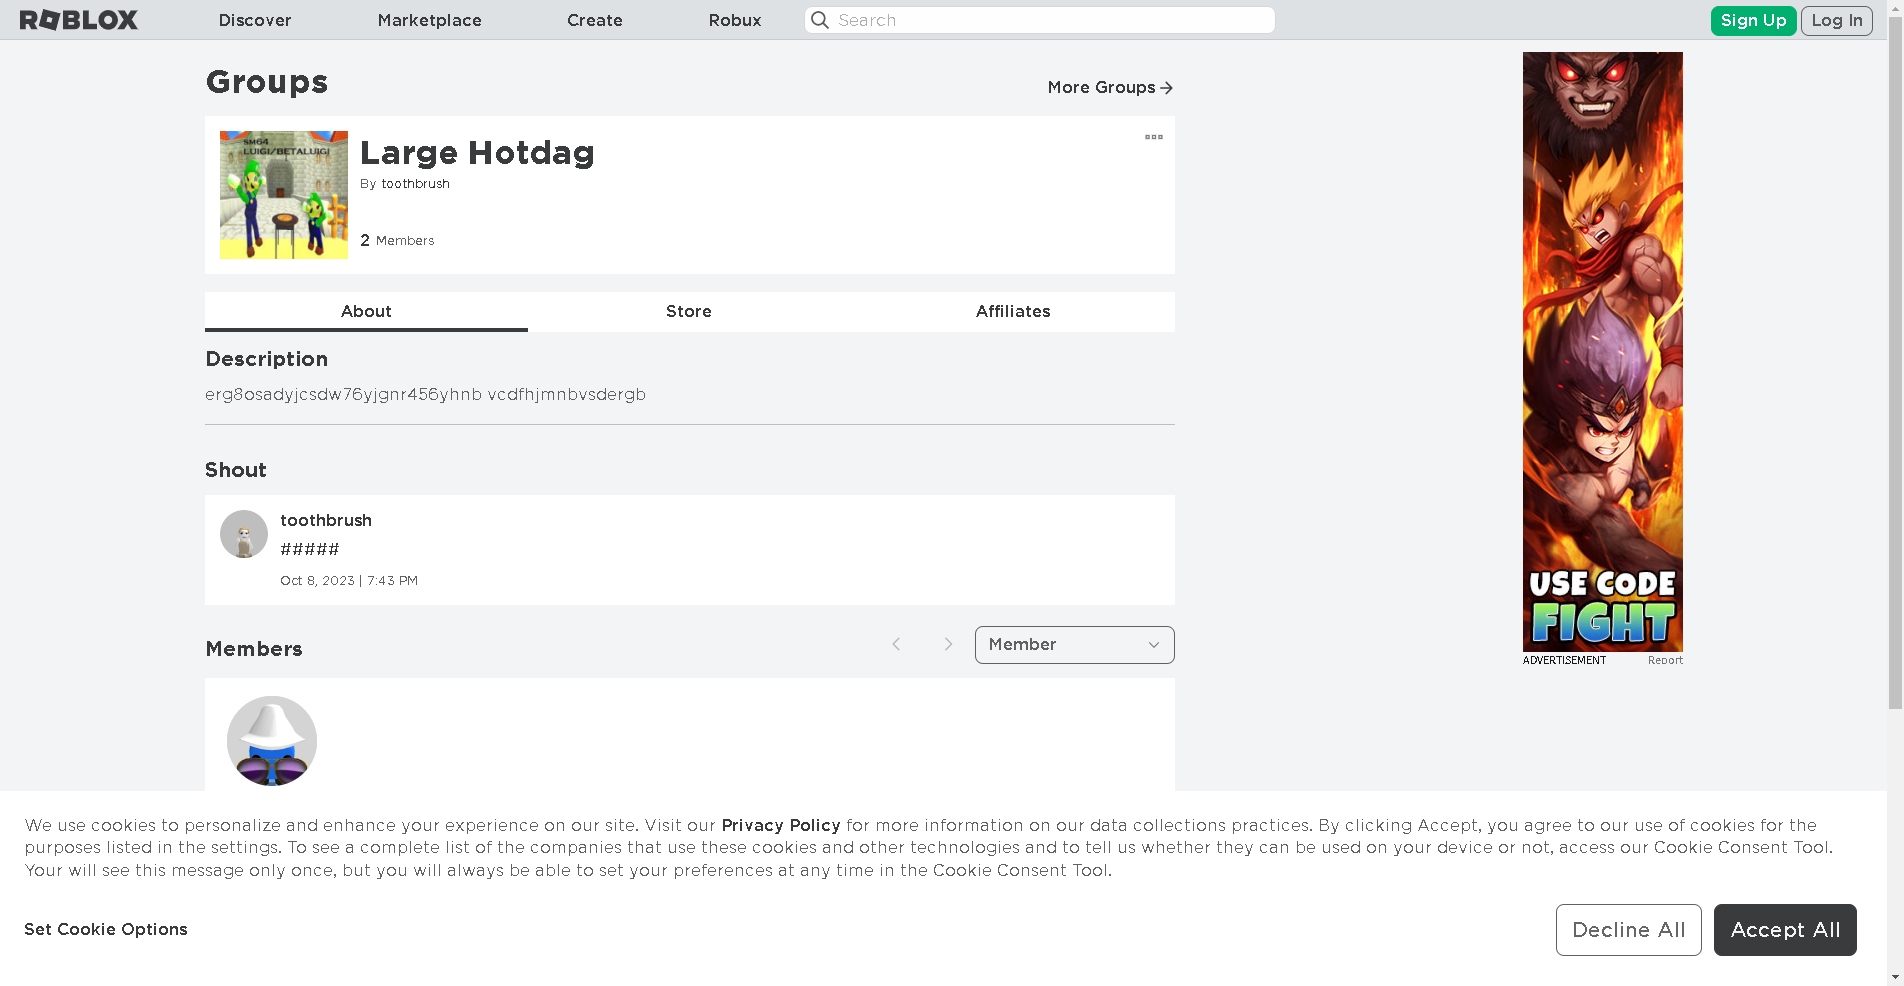 ROBLOX
Discover
Marketplace
Create
Robux
Search
Sign Up
Log In
Groups
More Groups
SM64
LUIGI/BETALUIGI
Large Hotdag
By toothbrush
2 Members
About
Store
Affiliates
Description
erg8osadyjcsdw76yjgnr456yhnb vcdfhjmnbvsdergb
Shout
toothbrush
#####
Oct 8, 2023 | 7:43 PM
Members
Member
USE CODE
FIGHT
ADVERTISEMENT
Report
We use cookies to personalize and enhance your experience on our site. Visit our Privacy Policy for more information on our data collections practices. By clicking Accept, you agree to our use of cookies for the
purposes listed in the settings. To see a complete list of the companies that use these cookies and other technologies and to tell us whether they can be used on your device or not, access our Cookie Consent Tool.
Your will see this message only once, but you will always be able to set your preferences at any time in the Cookie Consent Tool.
Set Cookie Options
Decline All
Accept All